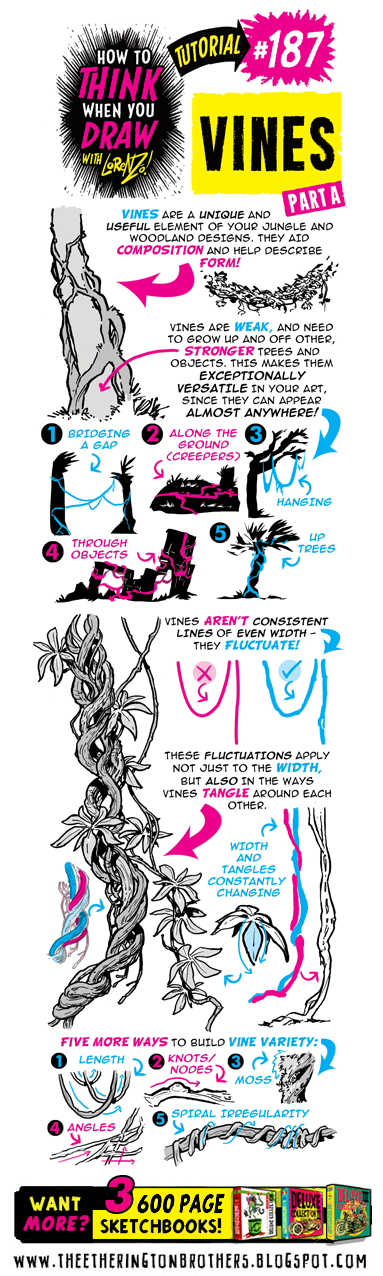 HOW TO
THINK
WHEN YOU
DRAW
WITH LORENZO!
TUTORIAL
#187
VINES
PART A
VINES ARE A UNIQUE AND
USEFUL ELEMENT OF YOUR JUNGLE AND
WOODLAND DESIGNS. THEY AID
COMPOSITION AND HELP DESCRIBE
FORM!
VINES ARE WEAK, AND NEED
TO GROW UP AND OFF OTHER,
STRONGER TREES AND
OBJECTS. THIS MAKES THEM
EXCEPTIONALLY
VERSATILE IN YOUR ART,
SINCE THEY CAN APPEAR
ALMOST ANYWHERE!
1 BRIDGING
A GAP
2 ALONG THE
GROUND
(CREEPERS)
3
HANGING
4 THROUGH
OBJECTS
5
UP
TREES
VINES AREN'T CONSISTENT
LINES OF EVEN WIDTH -
THEY FLUCTUATE!
THESE FLUCTUATIONS APPLY
NOT JUST TO THE WIDTH,
BUT ALSO IN THE WAYS
VINES TANGLE AROUND EACH
OTHER.
WIDTH
AND
TANGLES
CONSTANTLY
CHANGING
FIVE MORE WAYS TO BUILD VINE VARIETY:
1 LENGTH
2 KNOTS/
NODES
3
MOSS
4 ANGLES
5 SPIRAL IRREGULARITY
WANT
MORE?
3 600 PAGE
SKETCHBOOKS!
DELUXE
COLLECTION
DELUXE
WWW.THEETHERINGTONBROTHERS.BLOGSPOT.COM